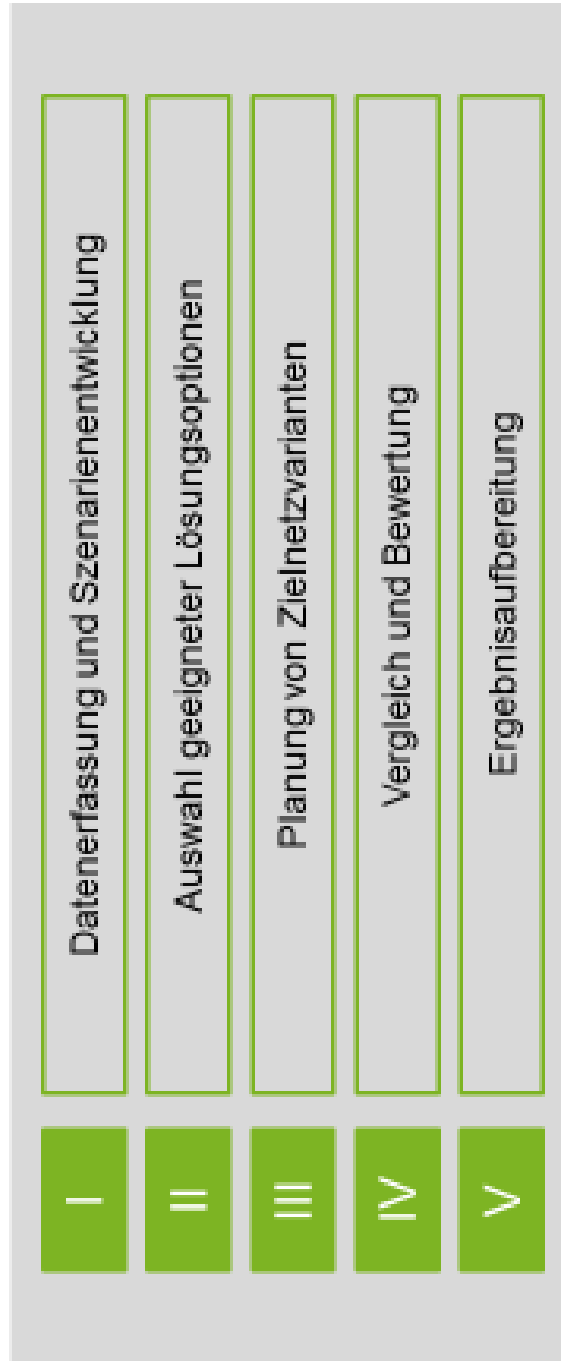 I Datenerfassung und Szenarienentwicklung
II Auswahl geeigneter Lösungsoptionen
III Planung von Zielnetzvarianten
IV Vergleich und Bewertung
V Ergebnisaufbereitung